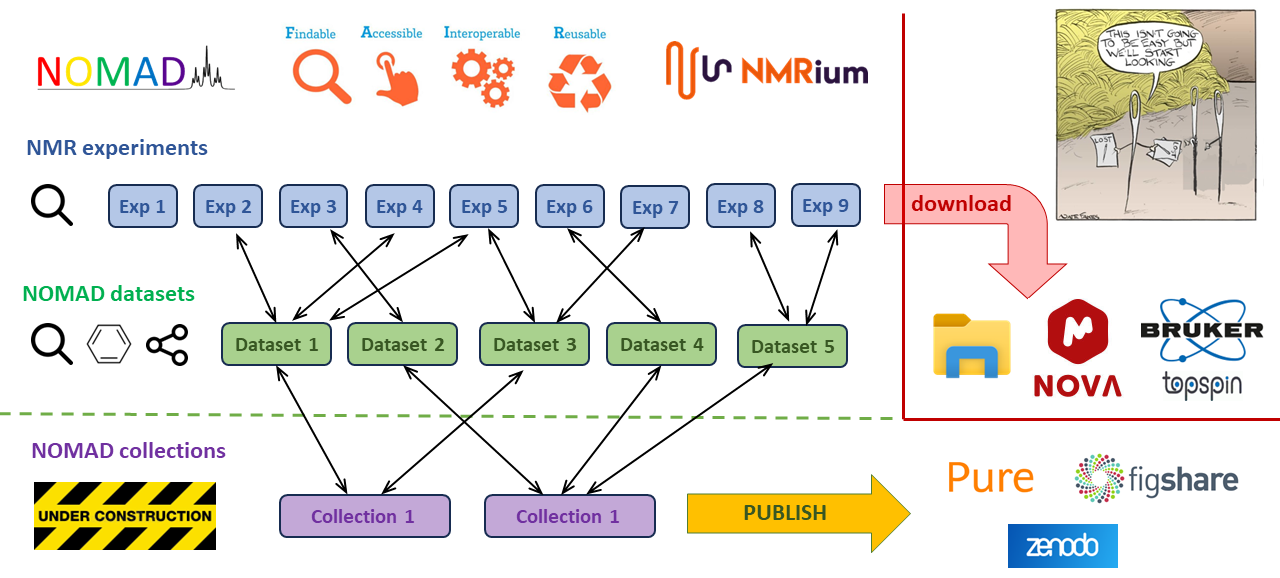 NOMAD
Findable
Accessible
Interoperable
Reusable
NMRium
THIS ISN'T GOING
TO BE EASY BUT
WE'LL START
LOOKING
LOST
NMR experiments
Exp 1
Exp 2
Exp 3
Exp 4
Exp 5
Exp 6
Exp 7
Exp 8
Exp 9
download
NOMAD datasets
Dataset 1
Dataset 2
Dataset 3
Dataset 4
Dataset 5
NOVA
BRUKER
topspin
NOMAD collections
UNDER CONSTRUCTION
Collection 1
Collection 1
PUBLISH
Pure
figshare
zenodo